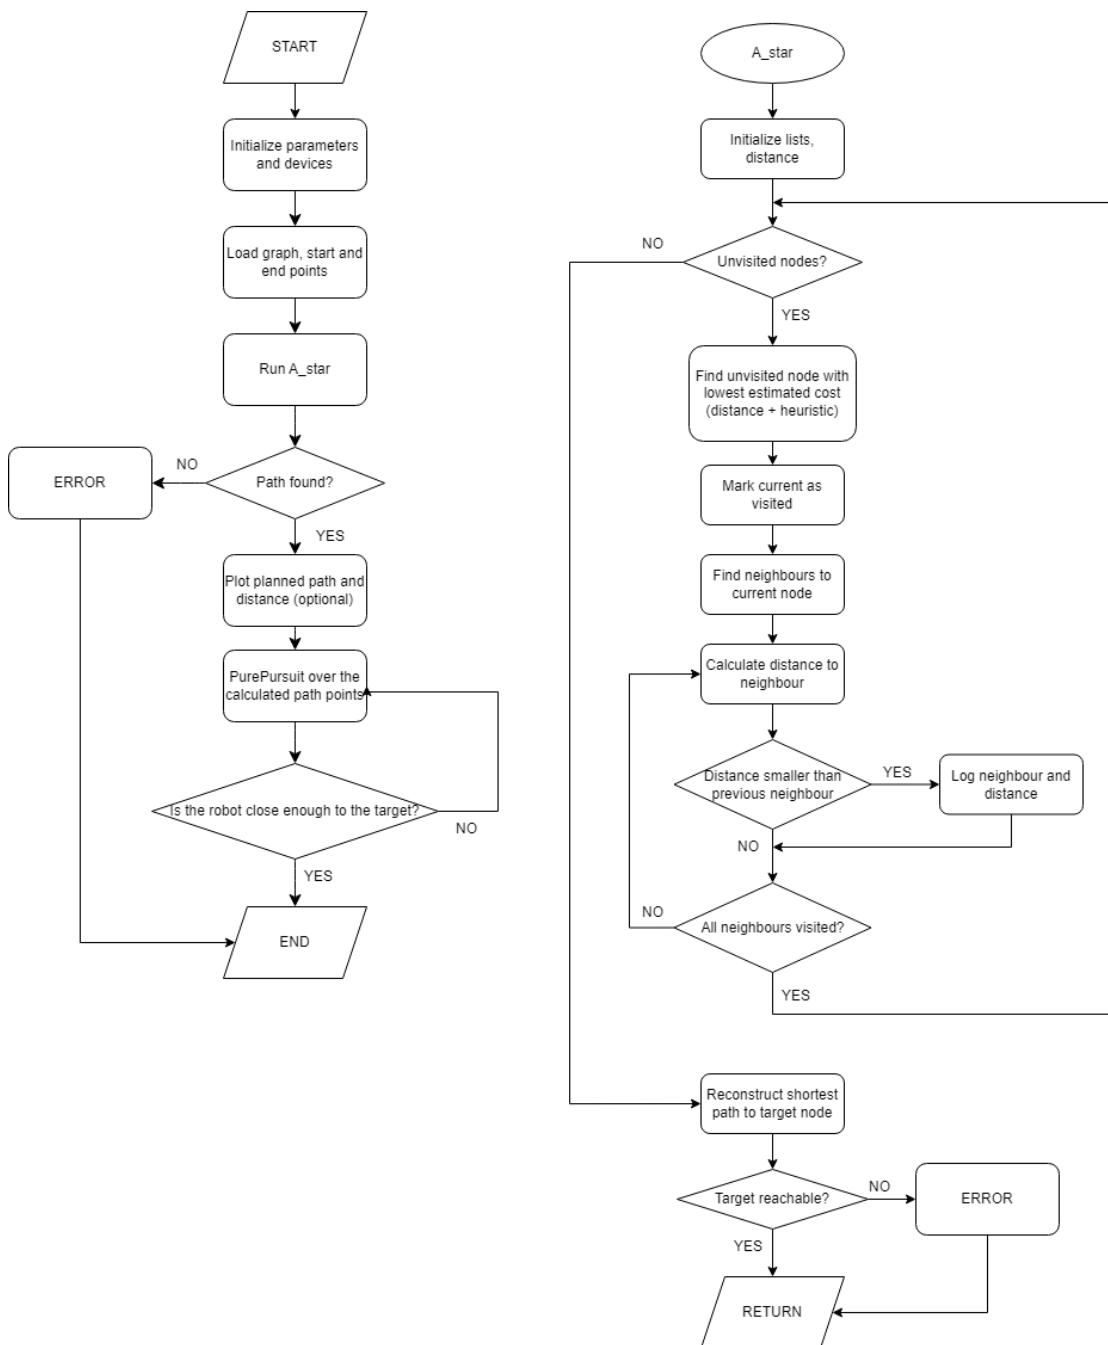 START
Initialize parameters
and devices
Load graph, start and
end points
Run A_star
Path found?
NO
ERROR
YES
Plot planned path and
distance (optional)
PurePursuit over the
calculated path points
Is the robot close enough to the target?
NO
YES
END
A_star
Initialize lists,
distance
Unvisited nodes?
NO
YES
Find unvisited node with
lowest estimated cost
(distance + heuristic)
Mark current as
visited
Find neighbours to
current node
Calculate distance to
neighbour
Distance smaller than
previous neighbour
YES
Log neighbour and
distance
NO
All neighbours visited?
NO
YES
Reconstruct shortest
path to target node
Target reachable?
NO
ERROR
YES
RETURN